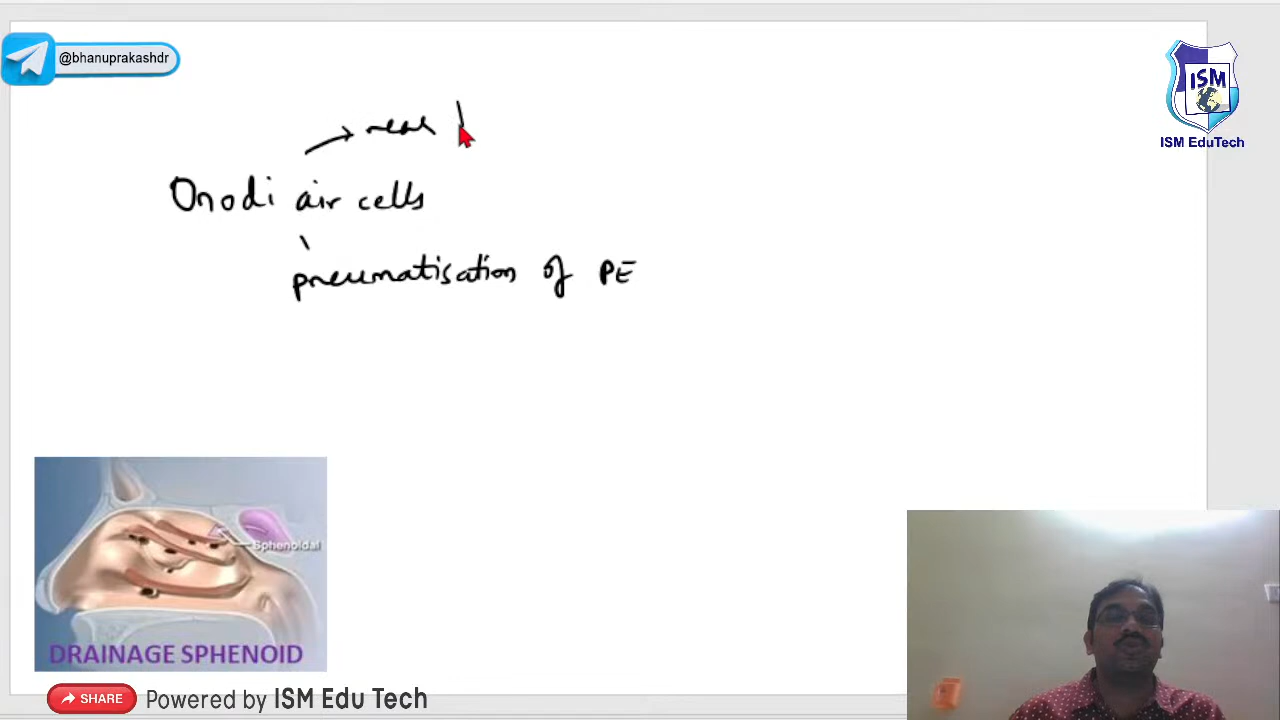 @bhanuprakashdr
ISM
ISM EduTech
near
Onodi air cells
pneumatisation of PE
Sphenoidal
DRAINAGE SPHENOID
SHARE Powered by ISM Edu Tech